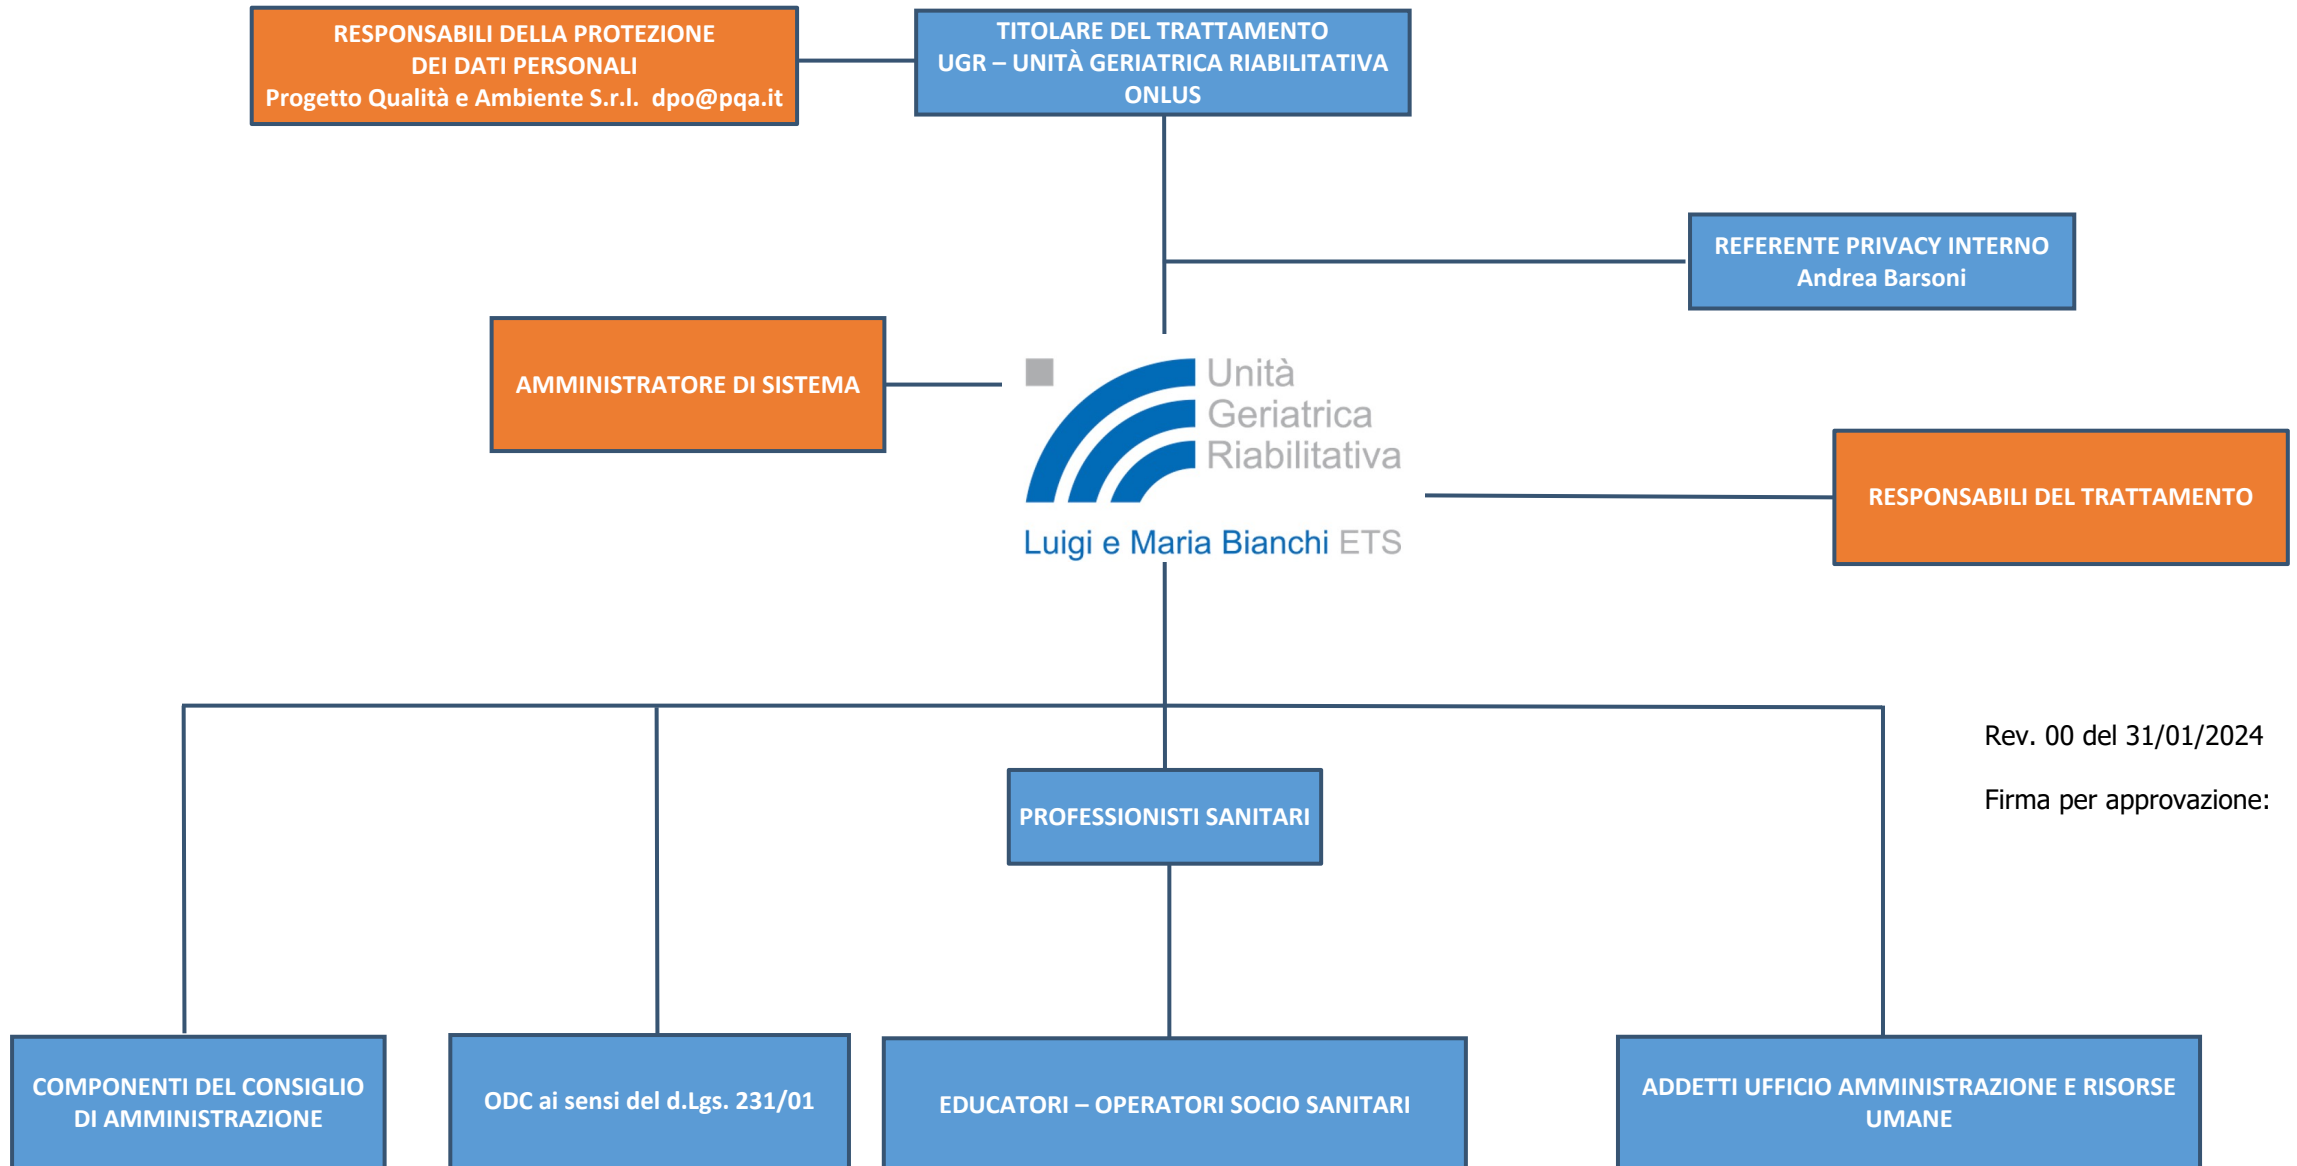 RESPONSABILI DELLA PROTEZIONE
DEI DATI PERSONALI
Progetto Qualità e Ambiente S.r.l. dpo@pqa.it
TITOLARE DEL TRATTAMENTO
UGR – UNITÀ GERIATRICA RIABILITATIVA
ONLUS
REFERENTE PRIVACY INTERNO
Andrea Barsoni
AMMINISTRATORE DI SISTEMA
Unità
Geriatrica
Riabilitativa
Luigi e Maria Bianchi ETS
RESPONSABILI DEL TRATTAMENTO
Rev. 00 del 31/01/2024
Firma per approvazione:
PROFESSIONISTI SANITARI
COMPONENTI DEL CONSIGLIO
DI AMMINISTRAZIONE
ODC ai sensi del d.Lgs. 231/01
EDUCATORI – OPERATORI SOCIO SANITARI
ADDETTI UFFICIO AMMINISTRAZIONE E RISORSE
UMANE